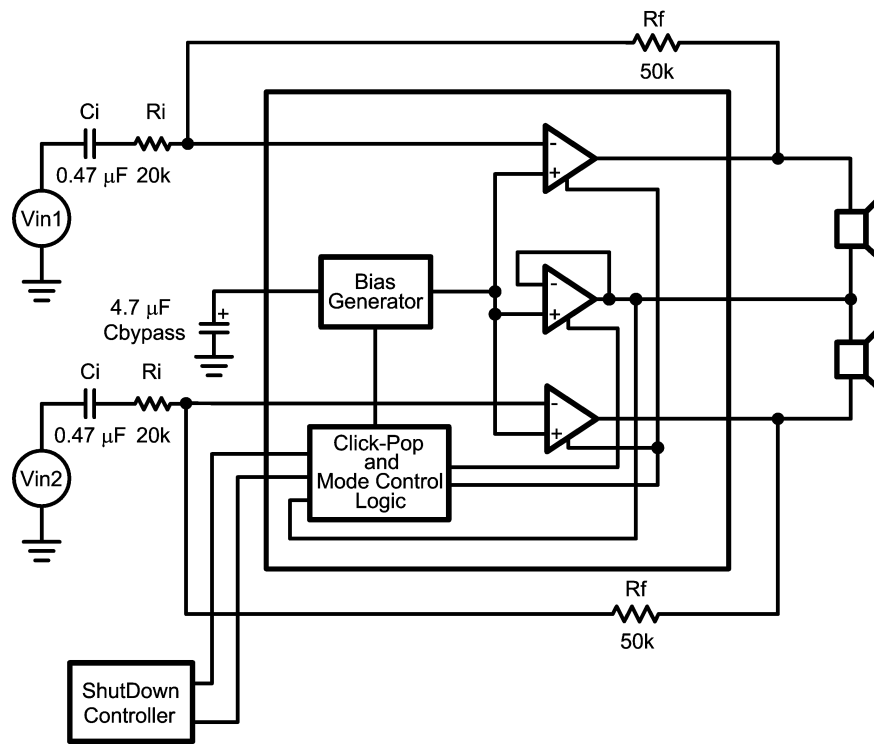 Rf
50k
Ci
Ri
0.47 μF
20k
Vin1
-
+
Bias
Generator
-
+
4.7 μF
Cbypass
+
Ci
Ri
0.47 μF
20k
Vin2
-
+
Click-Pop
and
Mode Control
Logic
Rf
50k
ShutDown
Controller